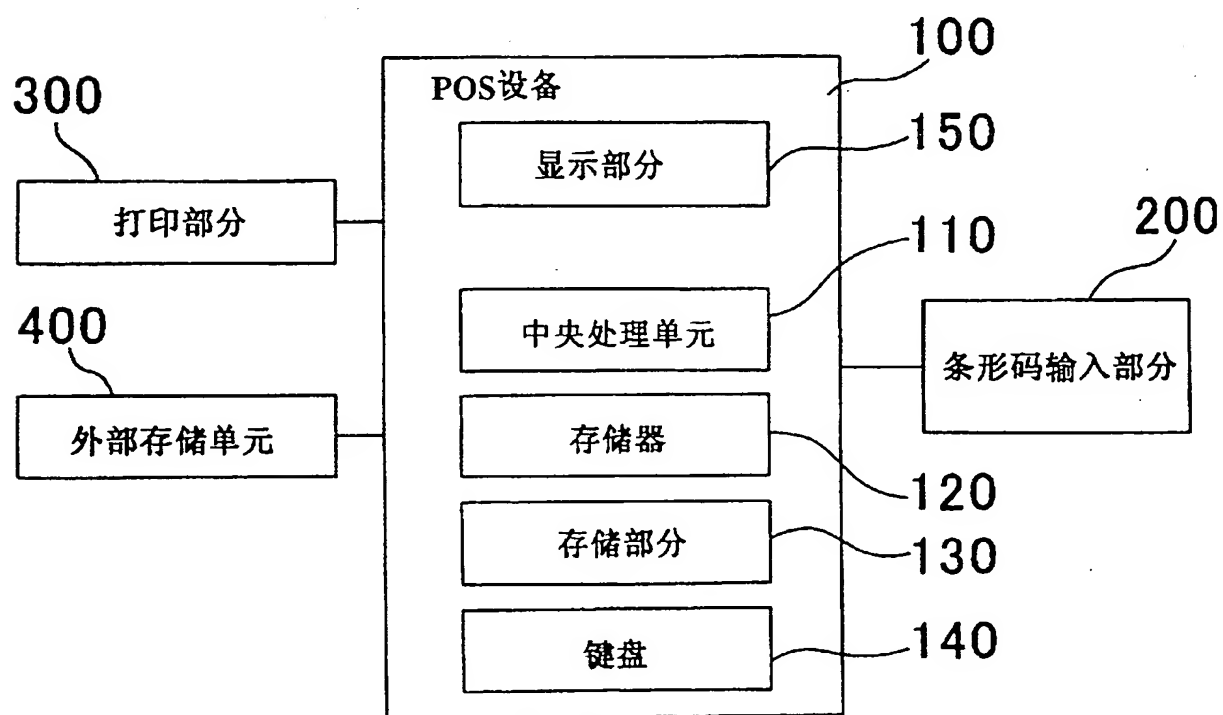 100
POS设备
300
150
显示部分
打印部分
200
110
400
中央处理单元
条形码输入部分
外部存储单元
存储器
120
存储部分
130
键盘
140